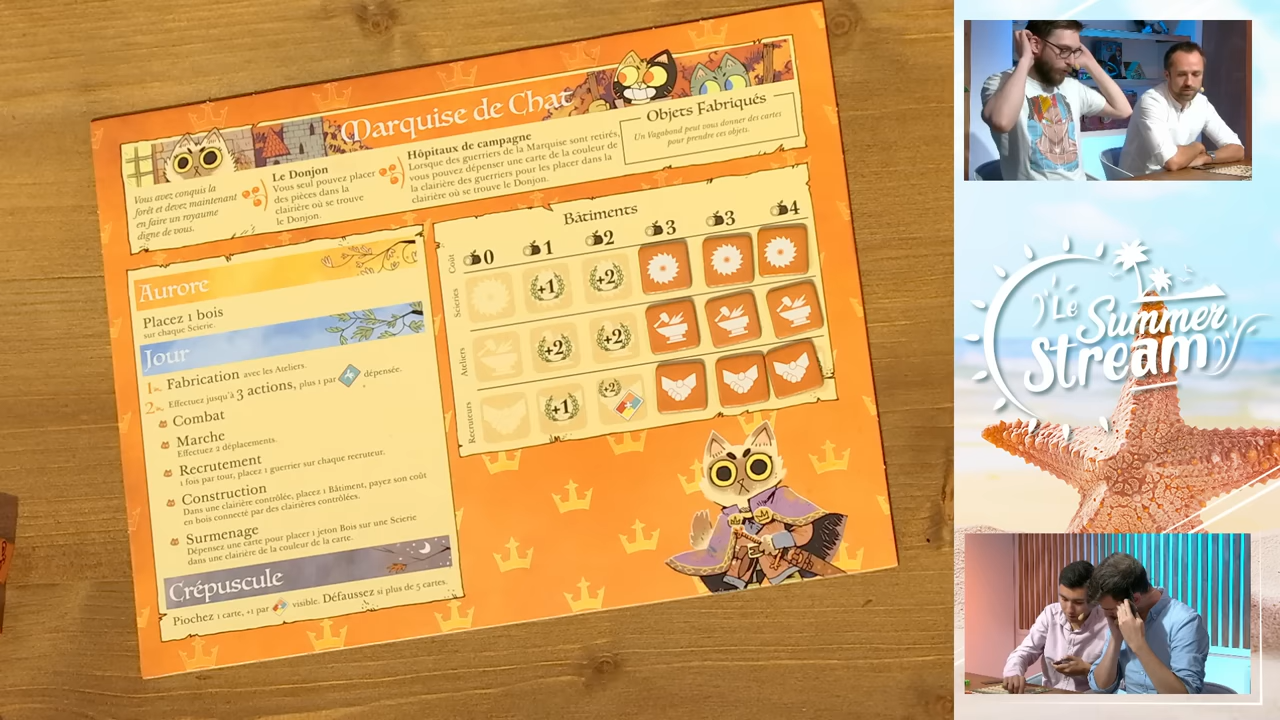 Marquise de Chat
Vous avez conquis la
forêt et devez maintenant
en faire un royaume
digne de vous.
Le Donjon
Vous seul pouvez placer
des pièces dans la
clairière où se trouve
le Donjon.
Hôpitaux de campagne
Lorsque des guerriers de la Marquise sont retirés,
vous pouvez dépenser une carte de la couleur de
la clairière des guerriers pour les placer dans la
clairière où se trouve le Donjon.
Objets Fabriqués
Un Vagabond peut vous donner des cartes
pour prendre ces objets.
Aurore
Placez 1 bois
sur chaque Scierie.
Jour
1 Fabrication avec les Ateliers.
2 Effectuez jusqu'à 3 actions, plus 1 par dépensée.
Combat
Marche
Effectuez 2 déplacements.
Recrutement
1 fois par tour, placez 1 guerrier sur chaque recruteur.
Construction
Dans une clairière contrôlée, placez 1 Bâtiment, payez son coût
en bois connecté par des clairières contrôlées.
Surmenage
Dépensez une carte pour placer 1 jeton Bois sur une Scierie
dans une clairière de la couleur de la carte.
Crépuscule
Piochez 1 carte, +1 par visible. Défaussez si plus de 5 cartes.
Bâtiments
Coût 0 1 2 3 3 4
Scieries +1 +2
Ateliers +2 +2
Recruteurs +1 +2
Le Summer
Stream